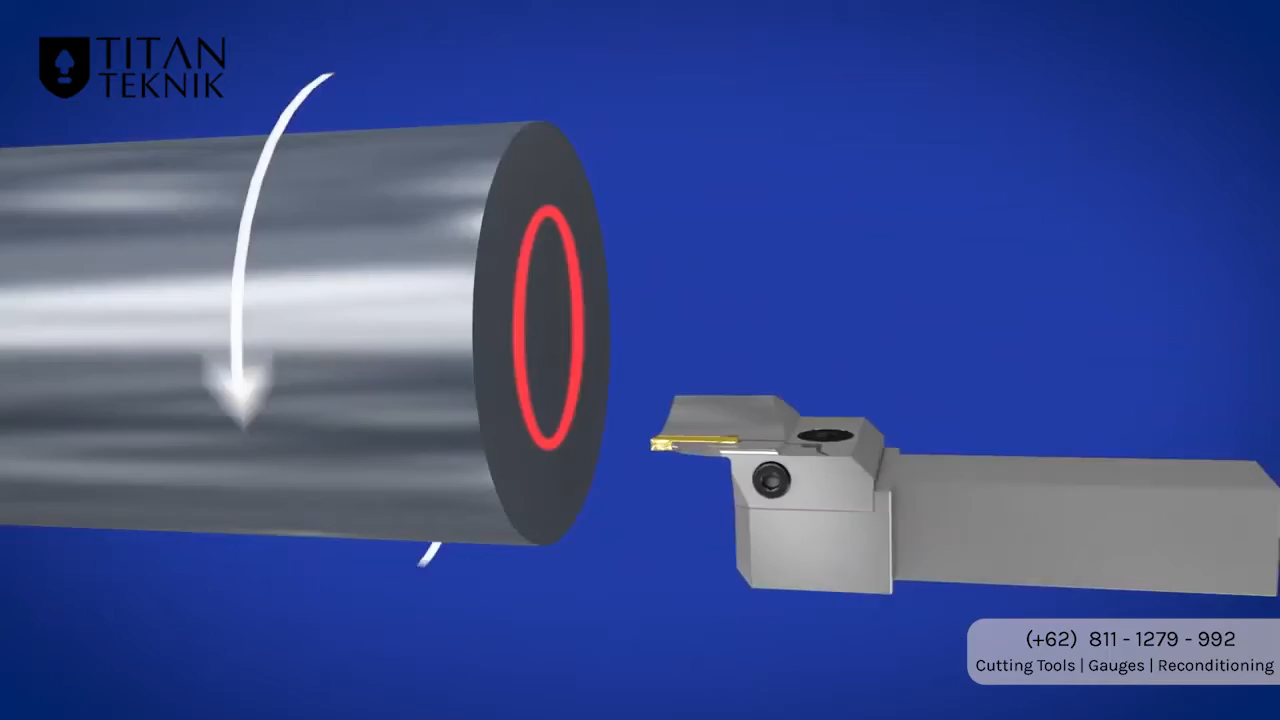 TITAN
TEKNIK
(+62) 811 - 1279 - 992
Cutting Tools | Gauges | Reconditioning